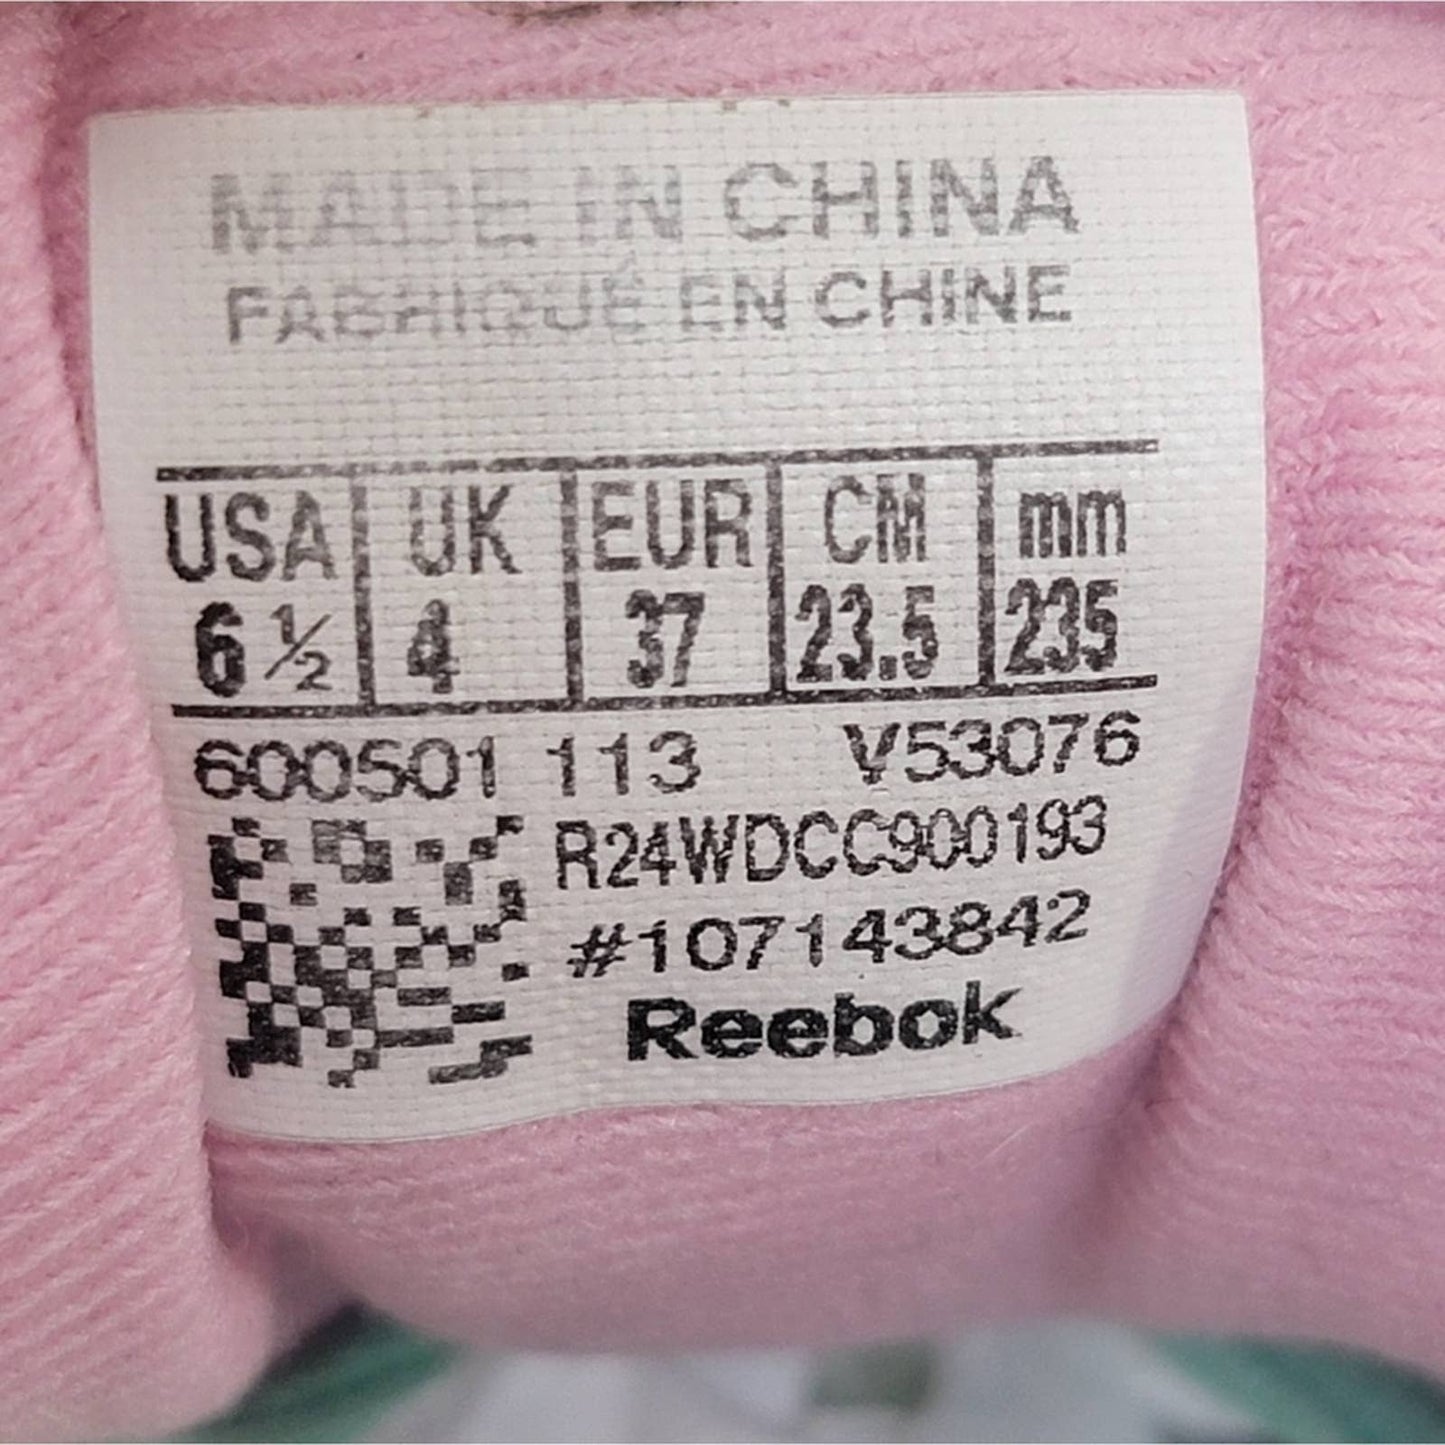 MADE IN CHINA
FABRIQUÉ EN CHINE
USA UK EUR CM mm
6 ½ 4 37 23.5 235
600501 113 V53076
R24WDCC900193
#107143842
Reebok